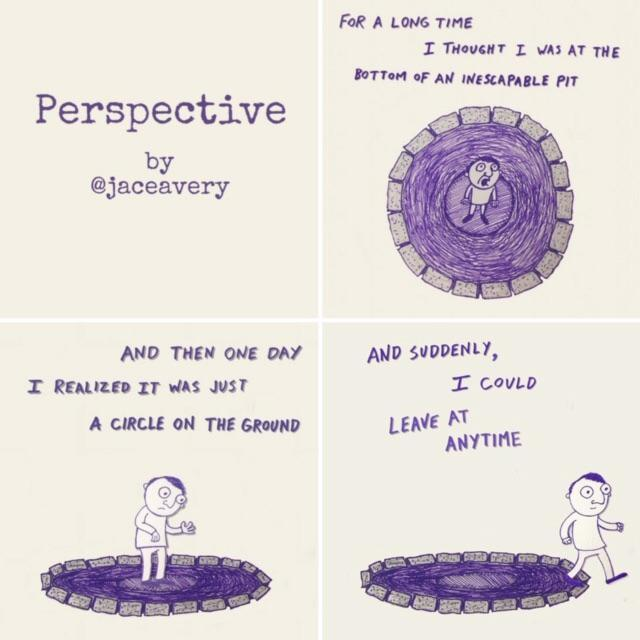 Perspective
by
@jaceavery
FOR A LONG TIME
I THOUGHT I WAS AT THE
BOTTOM OF AN INESCAPABLE PIT
AND THEN ONE DAY
I REALIZED IT WAS JUST
A CIRCLE ON THE GROUND
AND SUDDENLY,
I COULD
LEAVE AT
ANYTIME